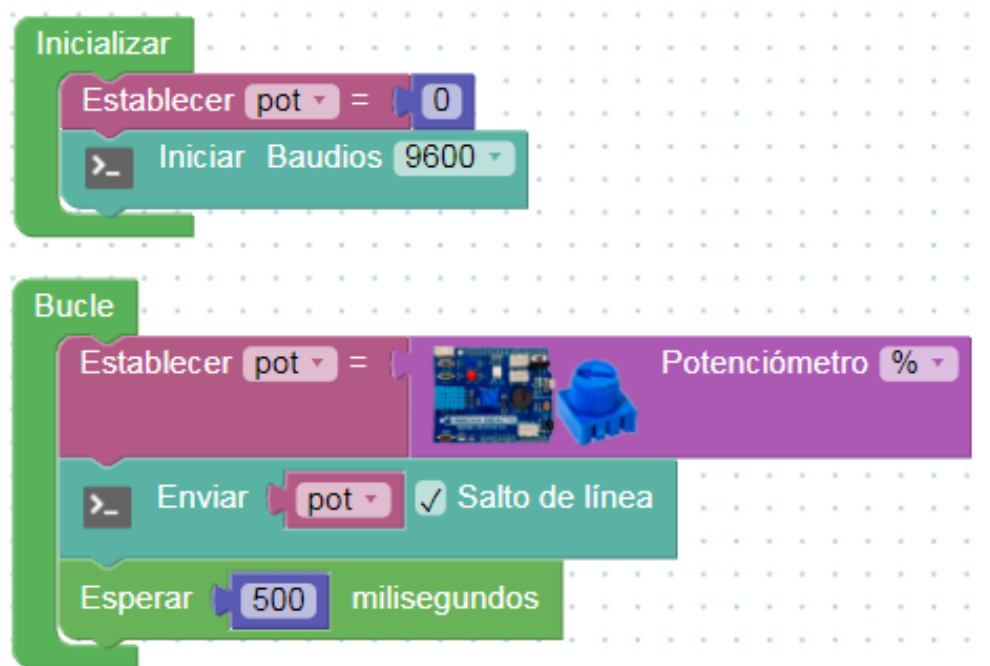 Inicializar
Establecer pot = 0
>_ Iniciar Baudios 9600
Bucle
Establecer pot = Potenciómetro %
>_ Enviar pot ✓ Salto de línea
Esperar 500 milisegundos